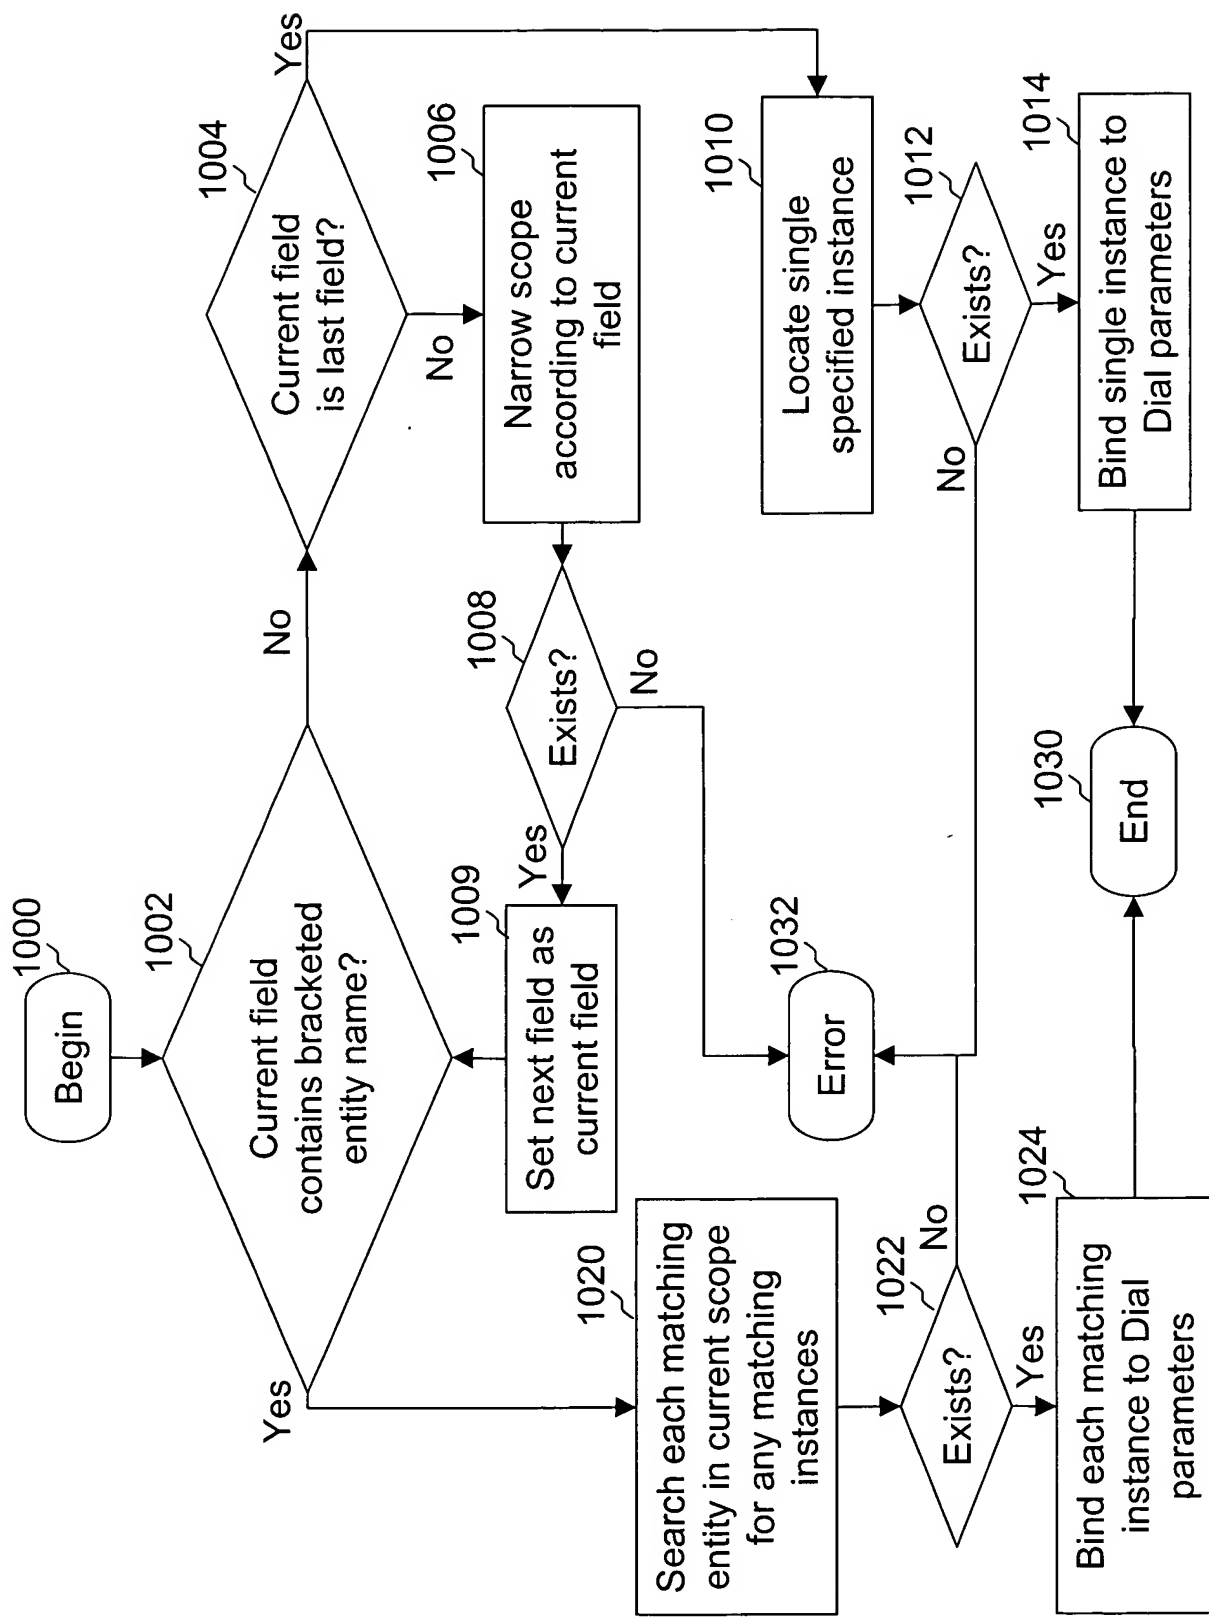 1000
Begin
1002
Current field
contains bracketed
entity name?
Yes
No
1004
Current field
is last field?
Yes
No
1006
Narrow scope
according to current
field
1008
Exists?
Yes
No
1009
Set next field as
current field
1010
Locate single
specified instance
1012
Exists?
No
Yes
1014
Bind single instance to
Dial parameters
1020
Search each matching
entity in current scope
for any matching
instances
1022
Exists?
No
Yes
1024
Bind each matching
instance to Dial
parameters
1032
Error
1030
End